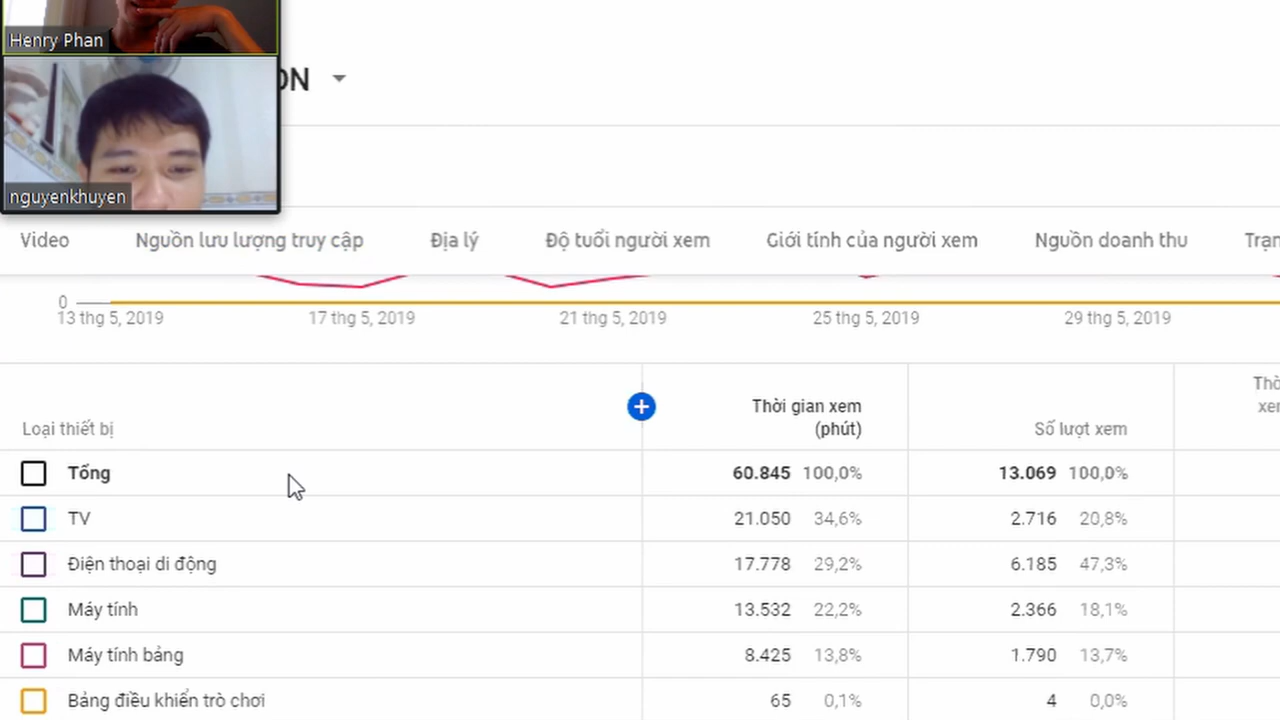 Henry Phan
ON
nguyenkhuyen
Video Nguồn lưu lượng truy cập Địa lý Độ tuổi người xem Giới tính của người xem Nguồn doanh thu
0
13 thg 5, 2019 17 thg 5, 2019 21 thg 5, 2019 25 thg 5, 2019 29 thg 5, 2019
Loại thiết bị Thời gian xem (phút) Số lượt xem
Tổng 60.845 100,0% 13.069 100,0%
TV 21.050 34,6% 2.716 20,8%
Điện thoại di động 17.778 29,2% 6.185 47,3%
Máy tính 13.532 22,2% 2.366 18,1%
Máy tính bảng 8.425 13,8% 1.790 13,7%
Bảng điều khiển trò chơi 65 0,1% 4 0,0%